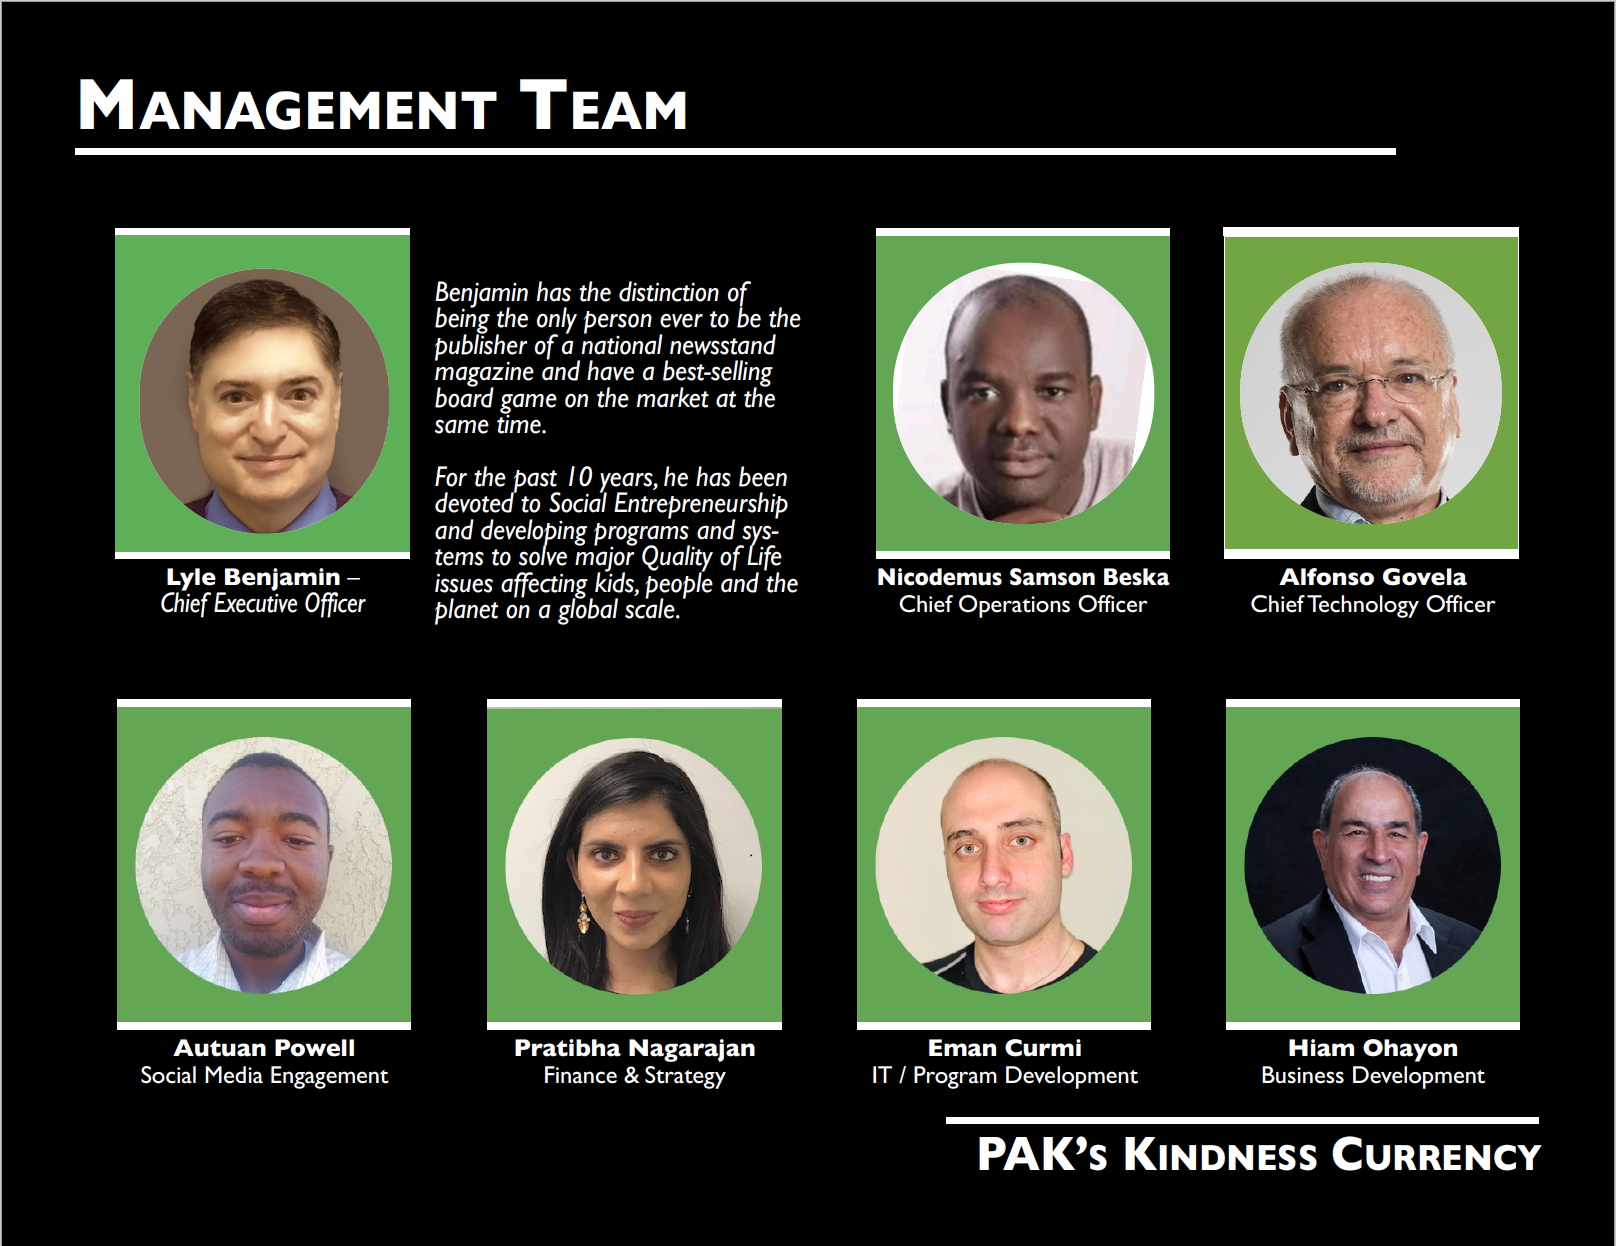 Management Team
Benjamin has the distinction of
being the only person ever to be the
publisher of a national newsstand
magazine and have a best-selling
board game on the market at the
same time.
For the past 10 years, he has been
devoted to Social Entrepreneurship
and developing programs and sys-
tems to solve major Quality of Life
issues affecting kids, people and the
planet on a global scale.
Lyle Benjamin –
Chief Executive Officer
Nicodemus Samson Beska
Chief Operations Officer
Alfonso Govela
Chief Technology Officer
Autuan Powell
Social Media Engagement
Pratibha Nagarajan
Finance & Strategy
Eman Curmi
IT / Program Development
Hiam Ohayon
Business Development
PAK’s Kindness Currency